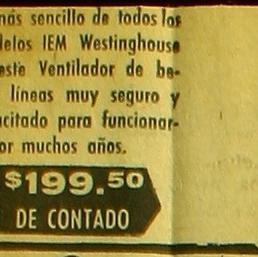 más sencillo de todos los
delos IEM Westinghouse
este Ventilador de be-
líneas muy seguro y
acitado para funcionar-
or muchos años.
$199.50
DE CONTADO